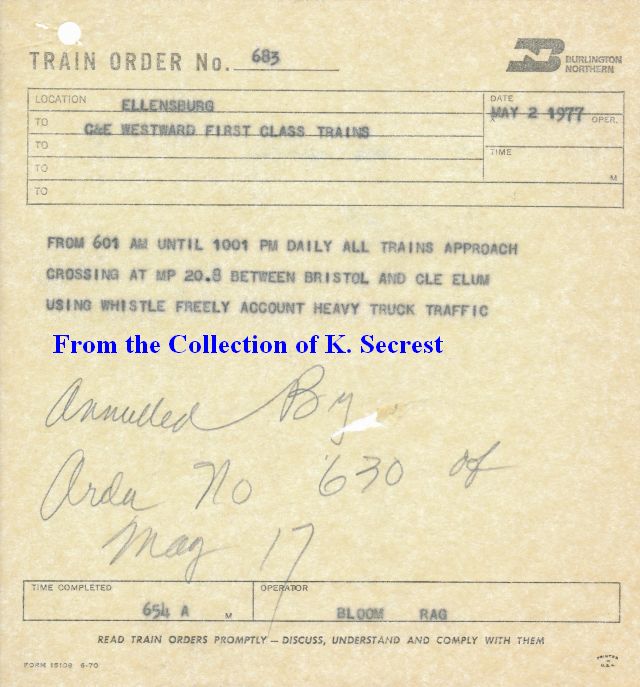 TRAIN ORDER No. 683
BURLINGTON
NORTHERN
LOCATION ELLENSBURG
DATE
MAY 2 1977
X OPER.
TO C&E WESTWARD FIRST CLASS TRAINS
TO
TIME
TO
M
TO
FROM 601 AM UNTIL 1001 PM DAILY ALL TRAINS APPROACH
CROSSING AT MP 20.8 BETWEEN BRISTOL AND CLE ELUM
USING WHISTLE FREELY ACCOUNT HEAVY TRUCK TRAFFIC
From the Collection of K. Secrest
Annulled By
Order No 630 of
May 17
TIME COMPLETED
654 A M
OPERATOR
BLOOM RAG
READ TRAIN ORDERS PROMPTLY — DISCUSS, UNDERSTAND AND COMPLY WITH THEM
FORM 15109 6-70
PRINTED
IN
U.S.A.